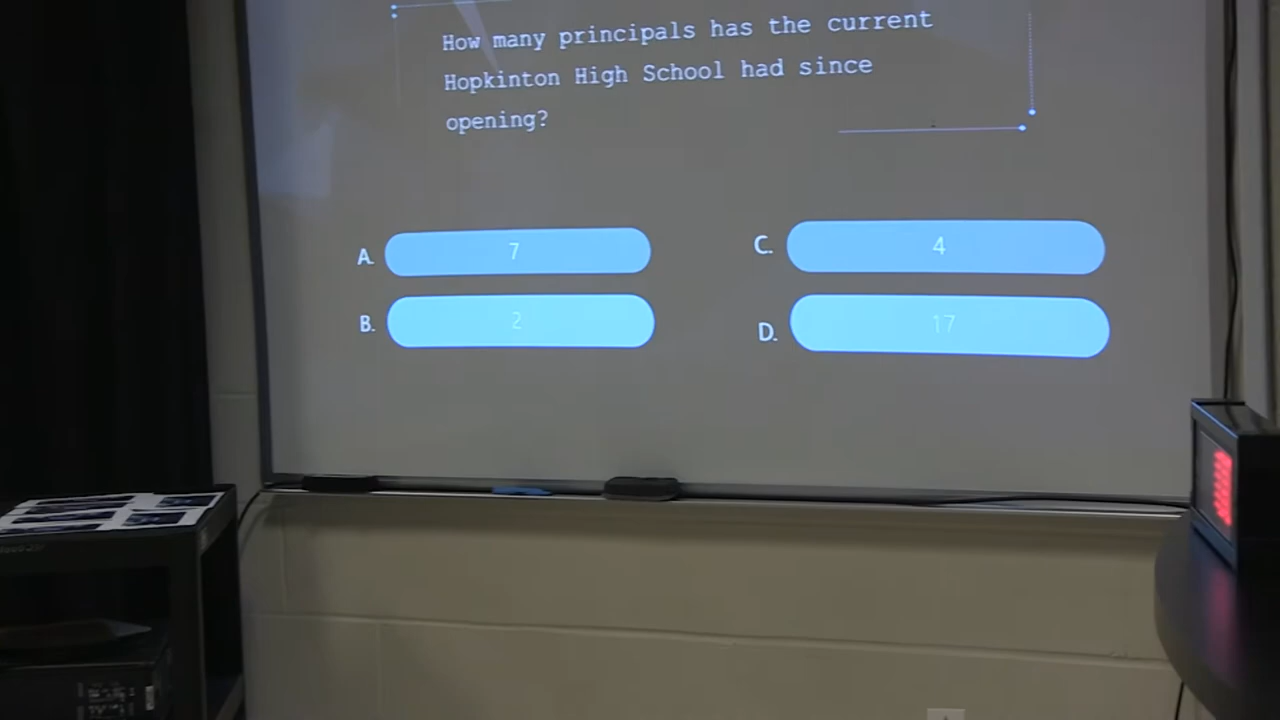 How many principals has the current
Hopkinton High School had since
opening?
A. 7
C. 4
B. 2
D. 17